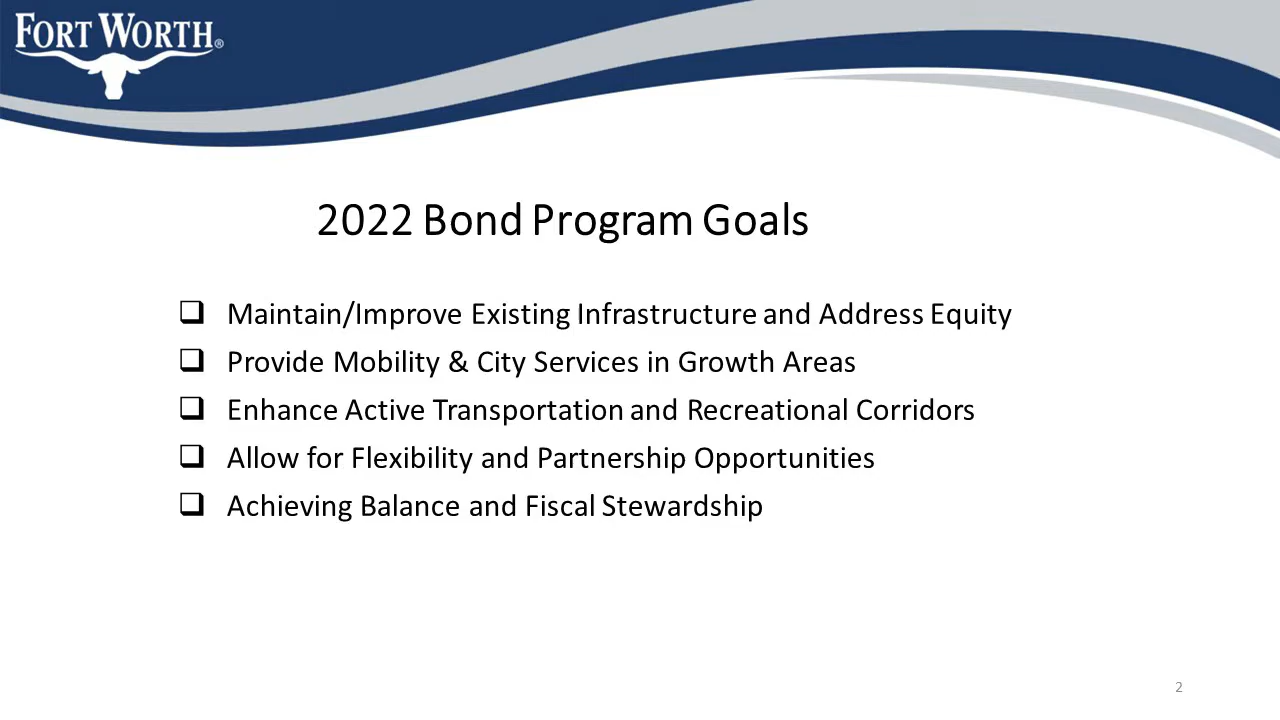 FORT WORTH®
2022 Bond Program Goals
❑ Maintain/Improve Existing Infrastructure and Address Equity
❑ Provide Mobility & City Services in Growth Areas
❑ Enhance Active Transportation and Recreational Corridors
❑ Allow for Flexibility and Partnership Opportunities
❑ Achieving Balance and Fiscal Stewardship
2